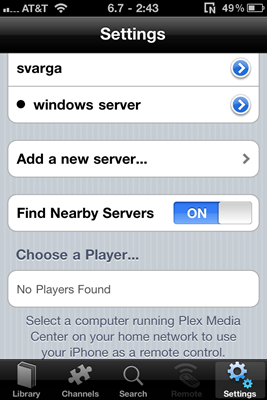 AT&T 6.7 - 2:43 49%
Settings
svarga
windows server
Add a new server...
Find Nearby Servers ON
Choose a Player...
No Players Found
Select a computer running Plex Media
Center on your home network to
use your iPhone as a remote control.
Library Channels Search Remote Settings